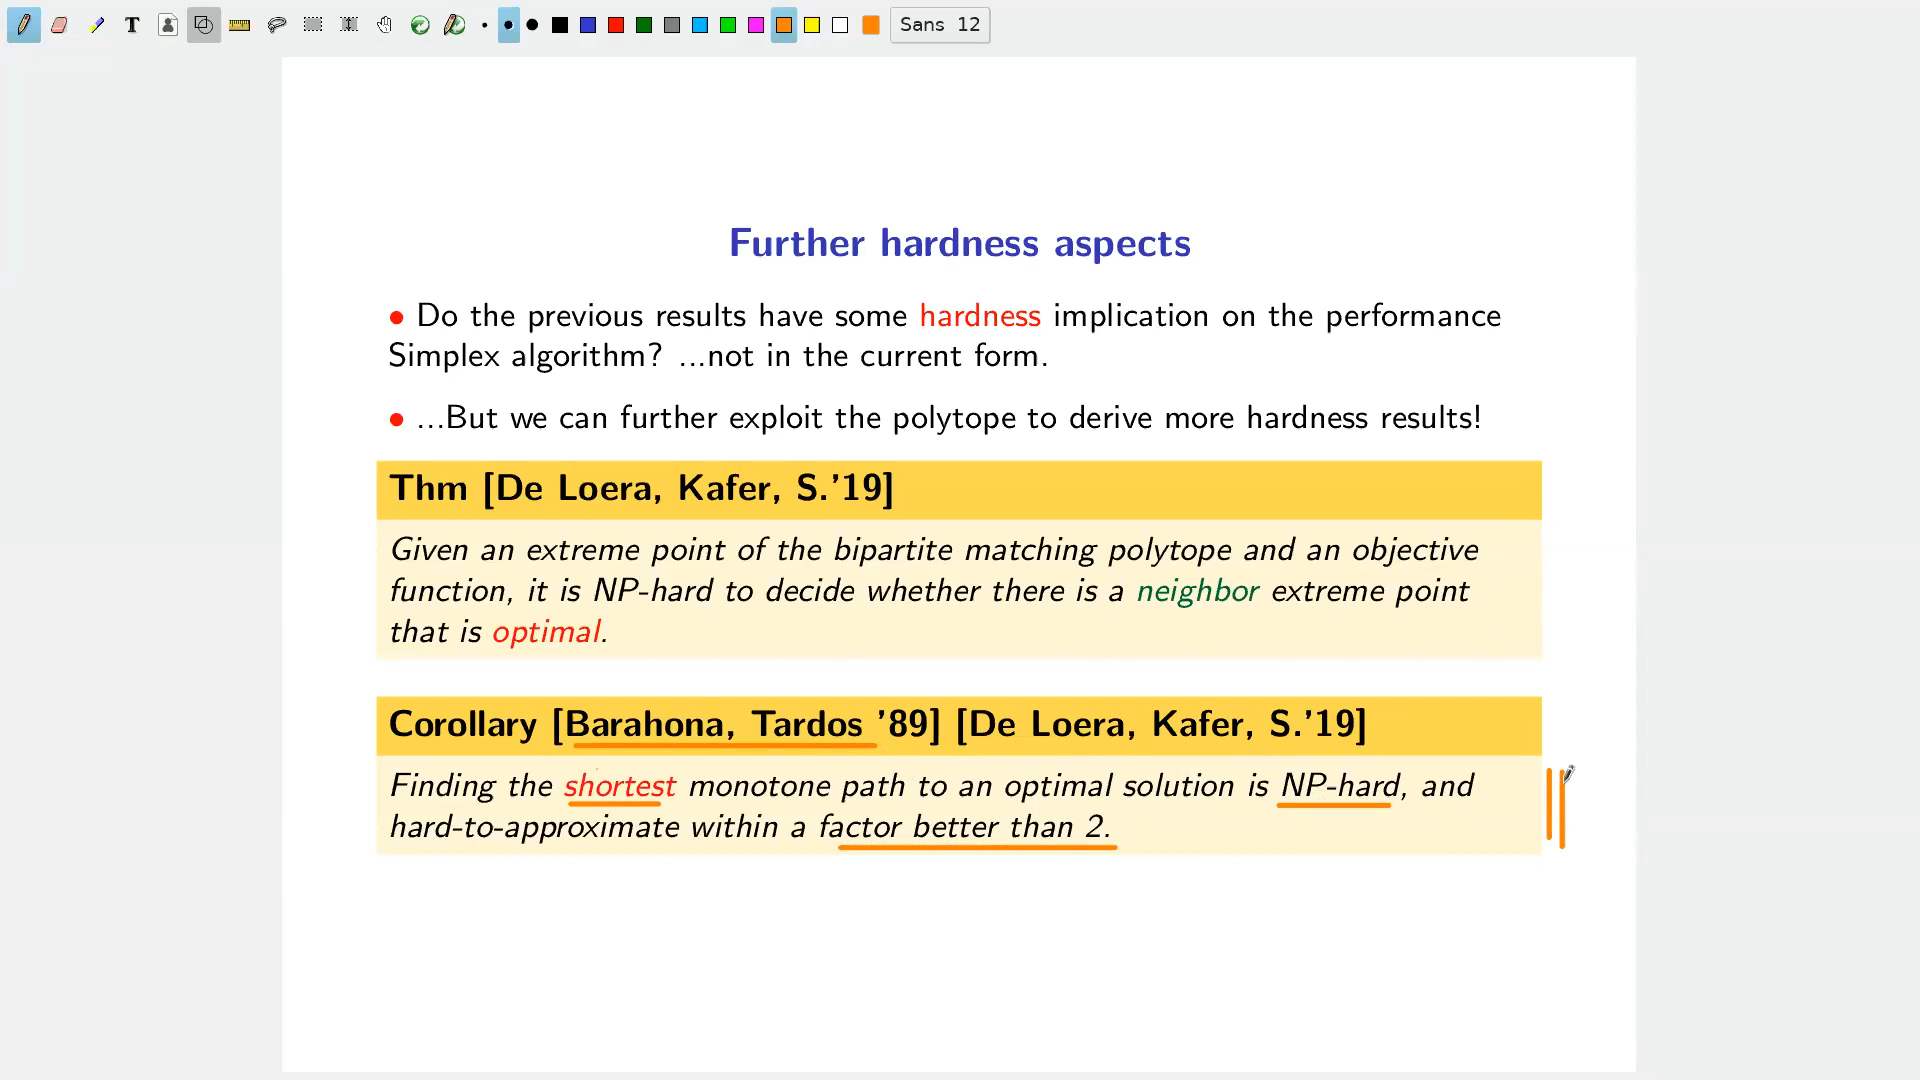 T
Sans 12
Further hardness aspects
• Do the previous results have some hardness implication on the performance
Simplex algorithm? ...not in the current form.
• ...But we can further exploit the polytope to derive more hardness results!
Thm [De Loera, Kafer, S.'19]
Given an extreme point of the bipartite matching polytope and an objective
function, it is NP-hard to decide whether there is a neighbor extreme point
that is optimal.
Corollary [Barahona, Tardos '89] [De Loera, Kafer, S.'19]
Finding the shortest monotone path to an optimal solution is NP-hard, and
hard-to-approximate within a factor better than 2.